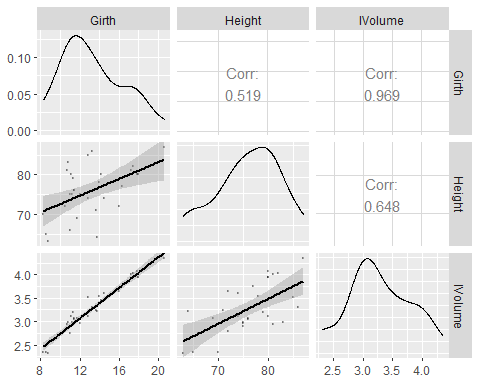 Girth Height lVolume
0.10
0.05
0.00
Corr:
0.519
Corr:
0.969
Girth
80
70
Corr:
0.648
Height
4.0
3.5
3.0
2.5
lVolume
8 12 16 20 70 80 2.5 3.0 3.5 4.0